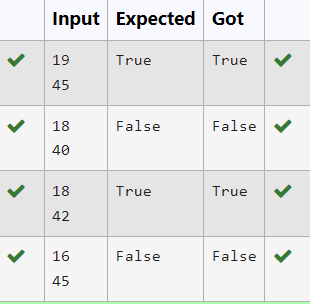 Input Expected Got
19 True True
45
18 False False
40
18 True True
42
16 False False
45